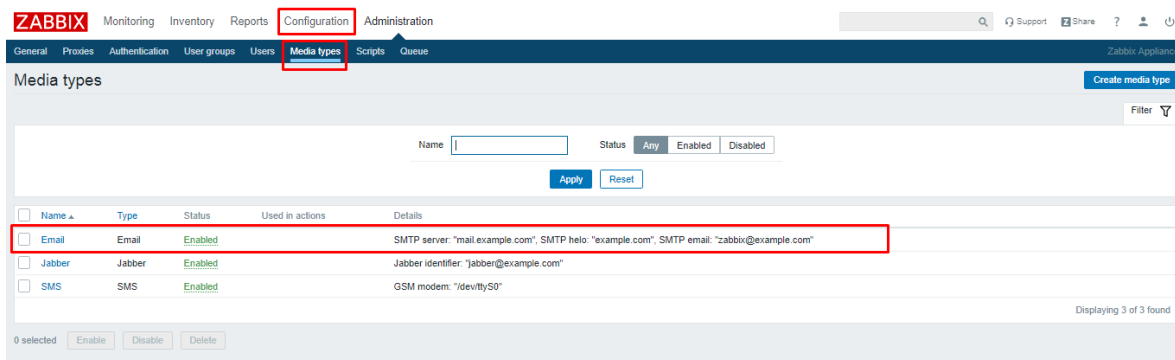 ZABBIX Monitoring Inventory Reports Configuration Administration Support Z Share ?
General Proxies Authentication User groups Users Media types Scripts Queue Zabbix Appliance
Media types Create media type
Filter
Name Status Any Enabled Disabled
Apply Reset
Name Type Status Used in actions Details
Email Email Enabled SMTP server: "mail.example.com", SMTP helo: "example.com", SMTP email: "zabbix@example.com"
Jabber Jabber Enabled Jabber identifier: "jabber@example.com"
SMS SMS Enabled GSM modem: "/dev/ttyS0"
Displaying 3 of 3 found
0 selected Enable Disable Delete